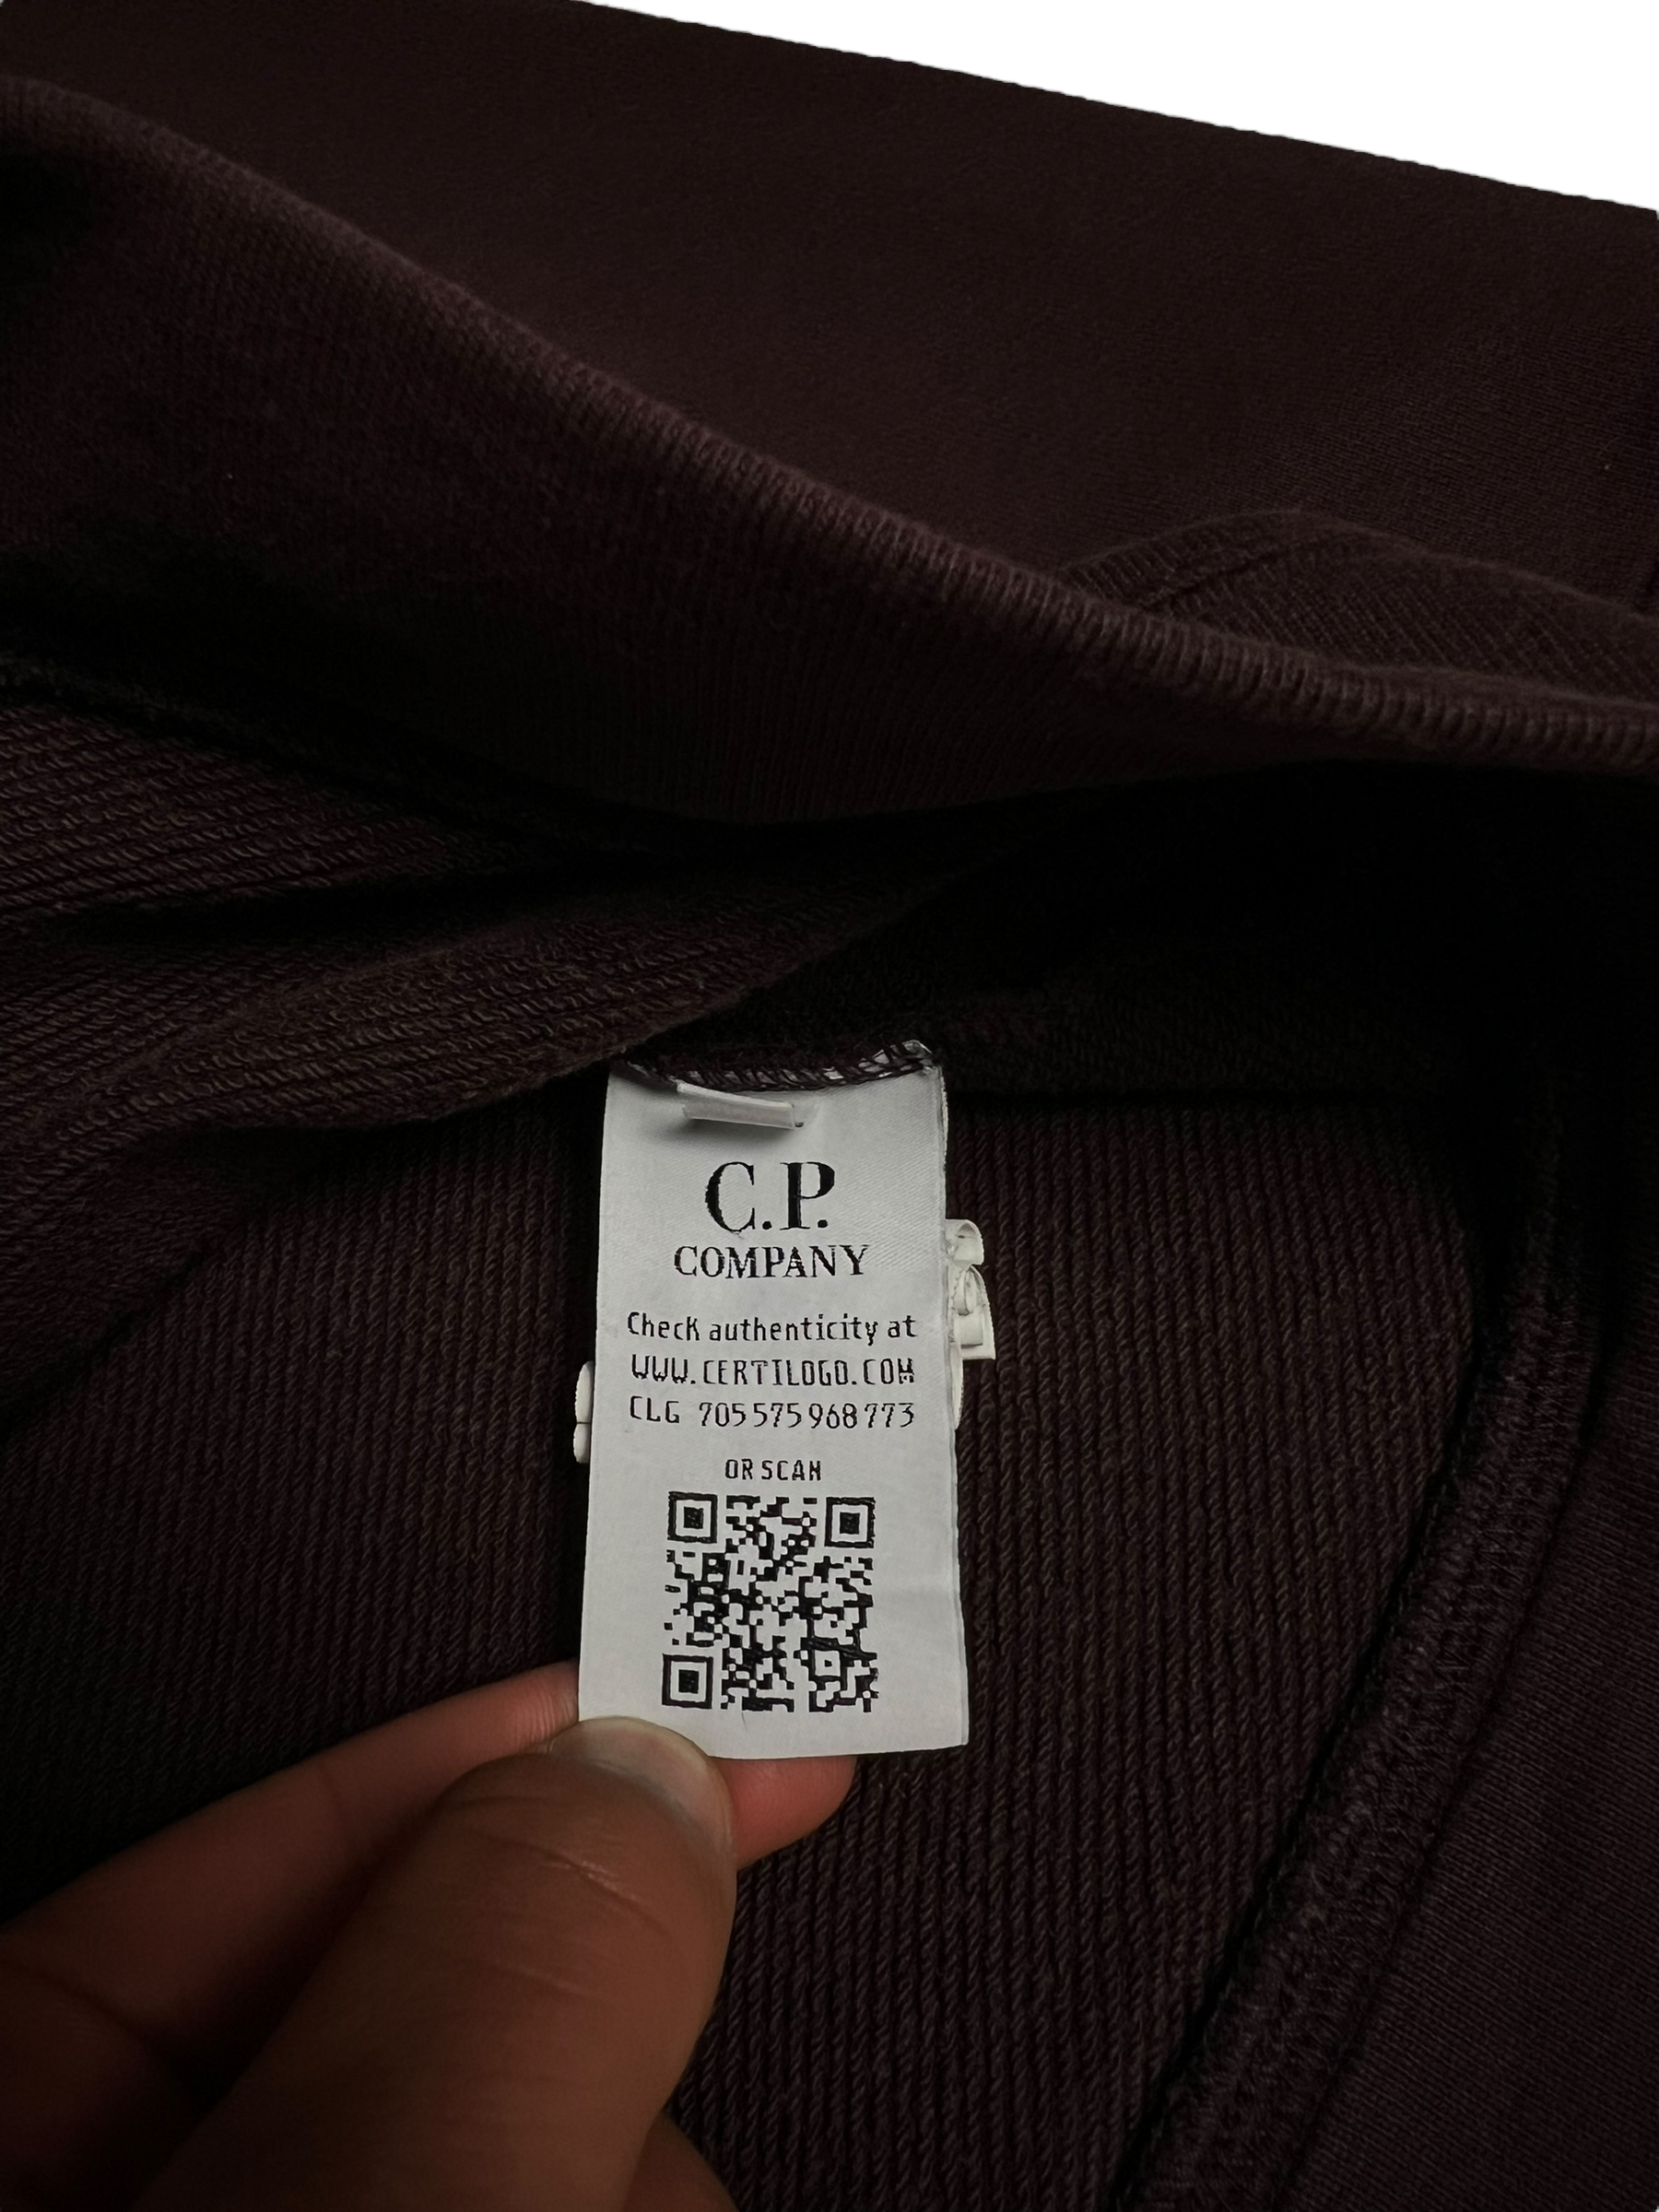 C.P.
COMPANY
Check authenticity at
WWW.CERTILOGO.COM
CLG 705575968773
OR SCAN